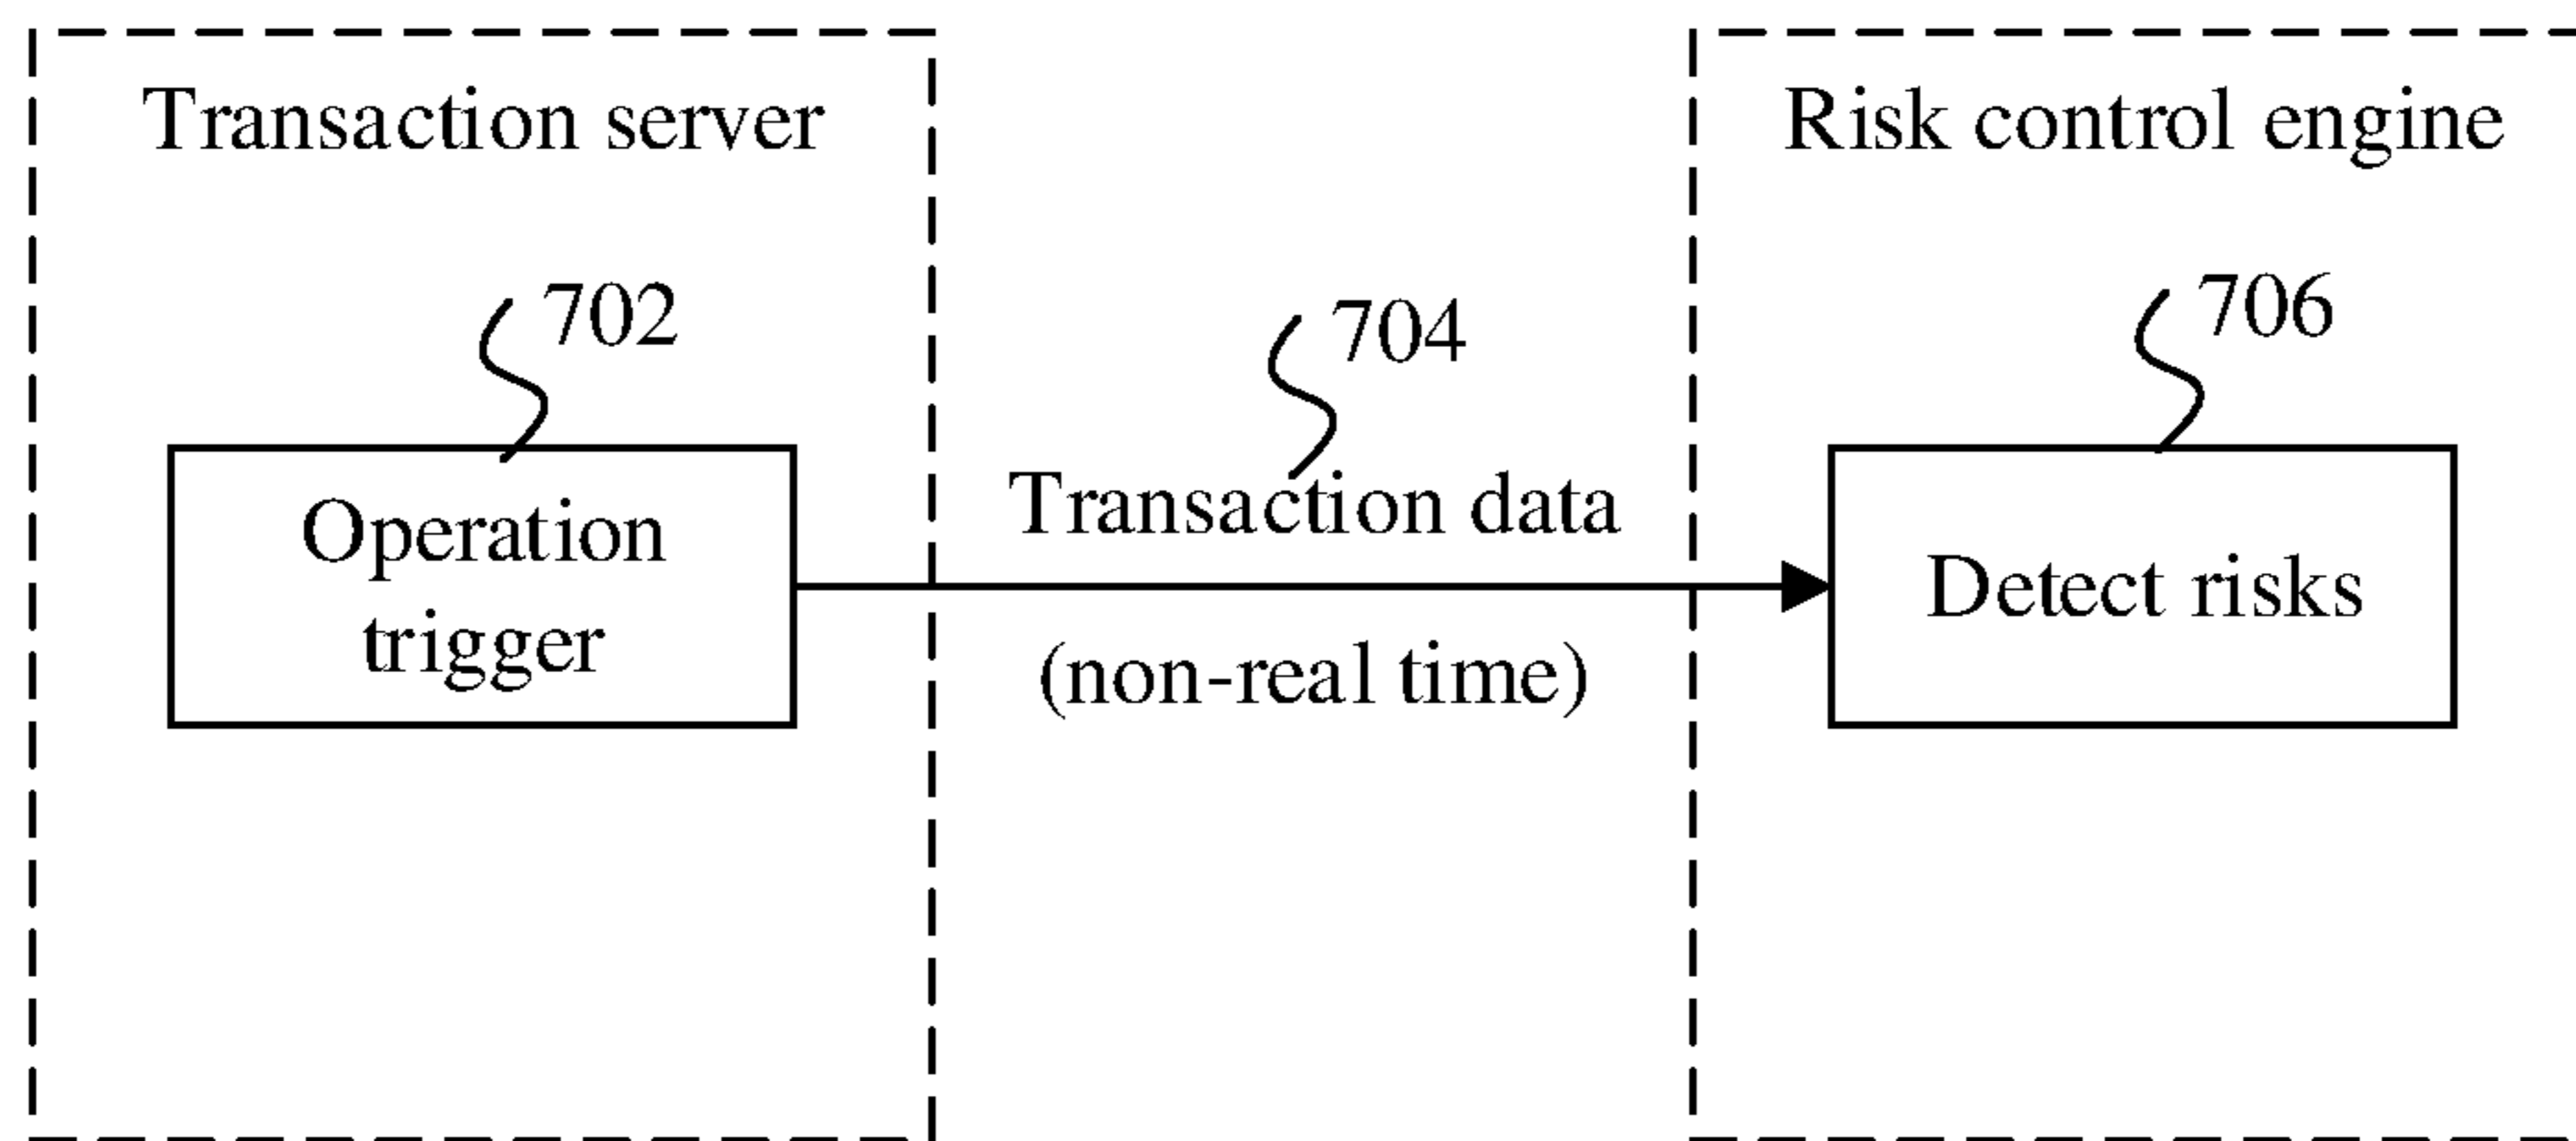 Transaction server
Risk control engine
702
704
706
Operation
trigger
Transaction data
(non-real time)
Detect risks